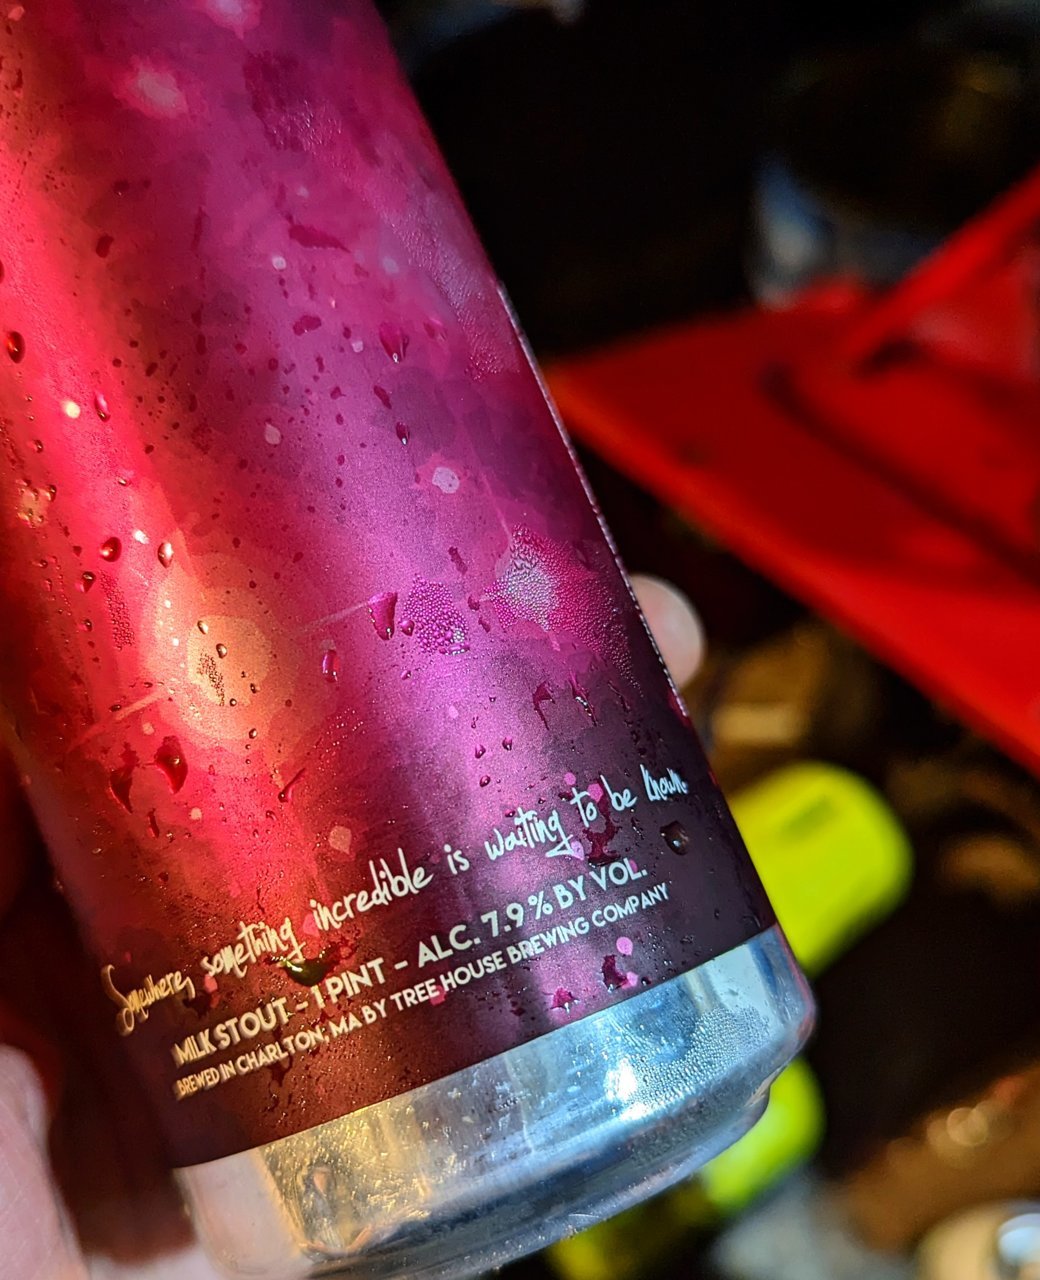 Somewhere, something incredible is waiting to be known.
MILK STOUT - 1 PINT - ALC. 7.9 % BY VOL.
BREWED IN CHARLTON, MA BY TREE HOUSE BREWING COMPANY